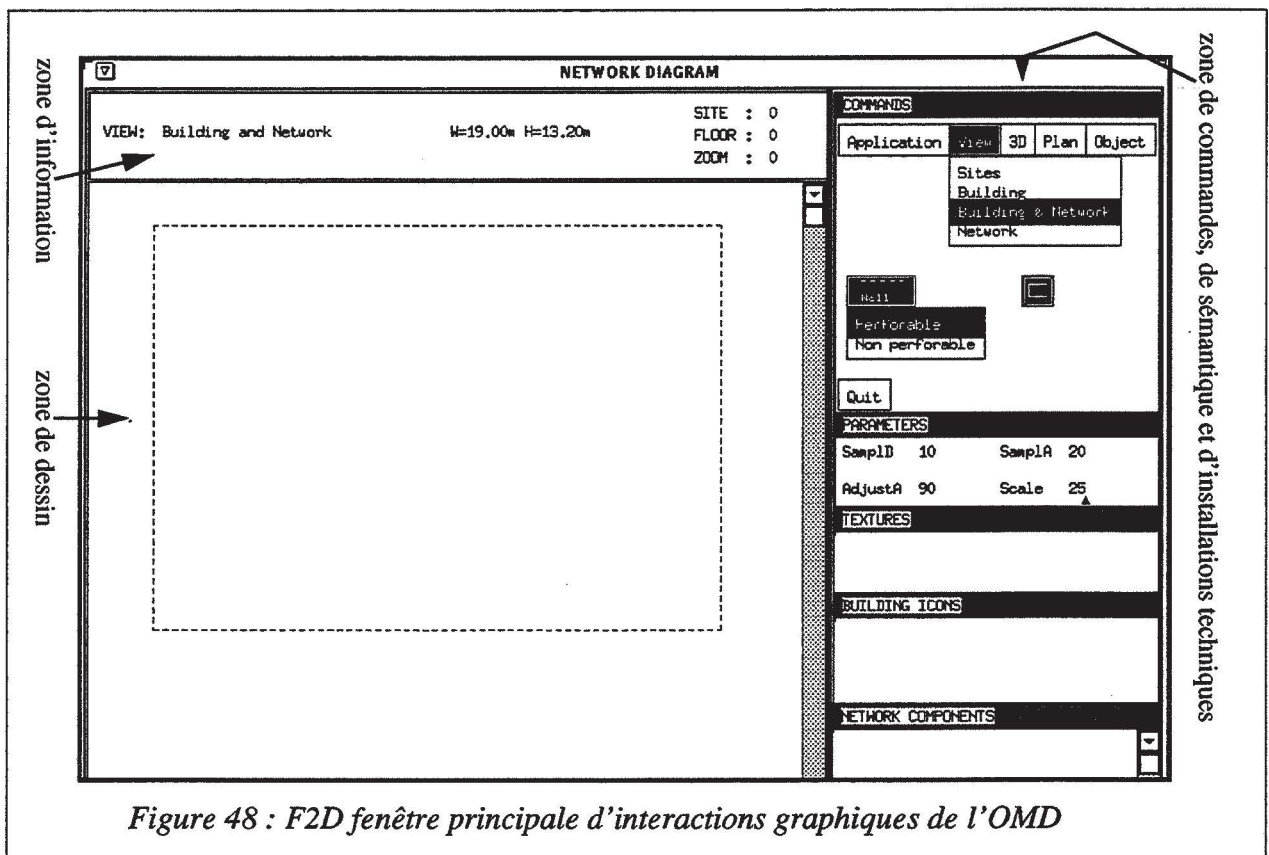 NETWORK DIAGRAM
VIEW: Building and Network
W=19.00m H=13.20m
SITE : 0
FLOOR : 0
ZOOM : 0
COMMANDS
Application View 3D Plan Object
Sites
Building
Building & Network
Network
Wall
Perforable
Non perforable
Quit
PARAMETERS
SamplD 10 SamplA 20
AdjustA 90 Scale 25
TEXTURES
BUILDING ICONS
NETWORK COMPONENTS
zone d'information
zone de dessin
zone de commandes, de sémantique et d'installations techniques
Figure 48 : F2D fenêtre principale d'interactions graphiques de l'OMD